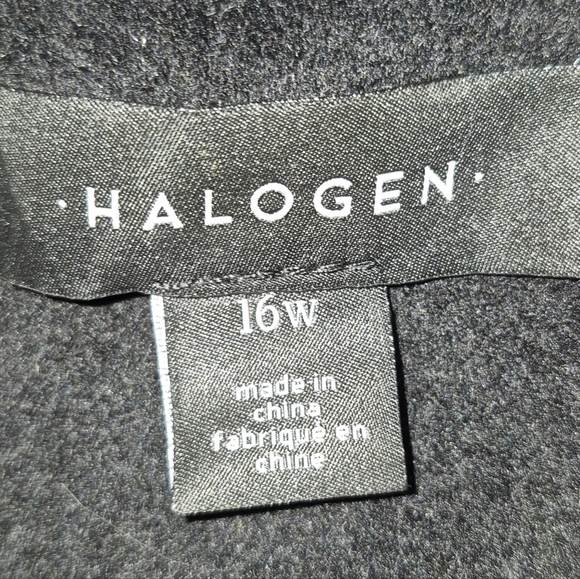 ·HALOGEN·
16W
made in
china
fabriqué en
chine